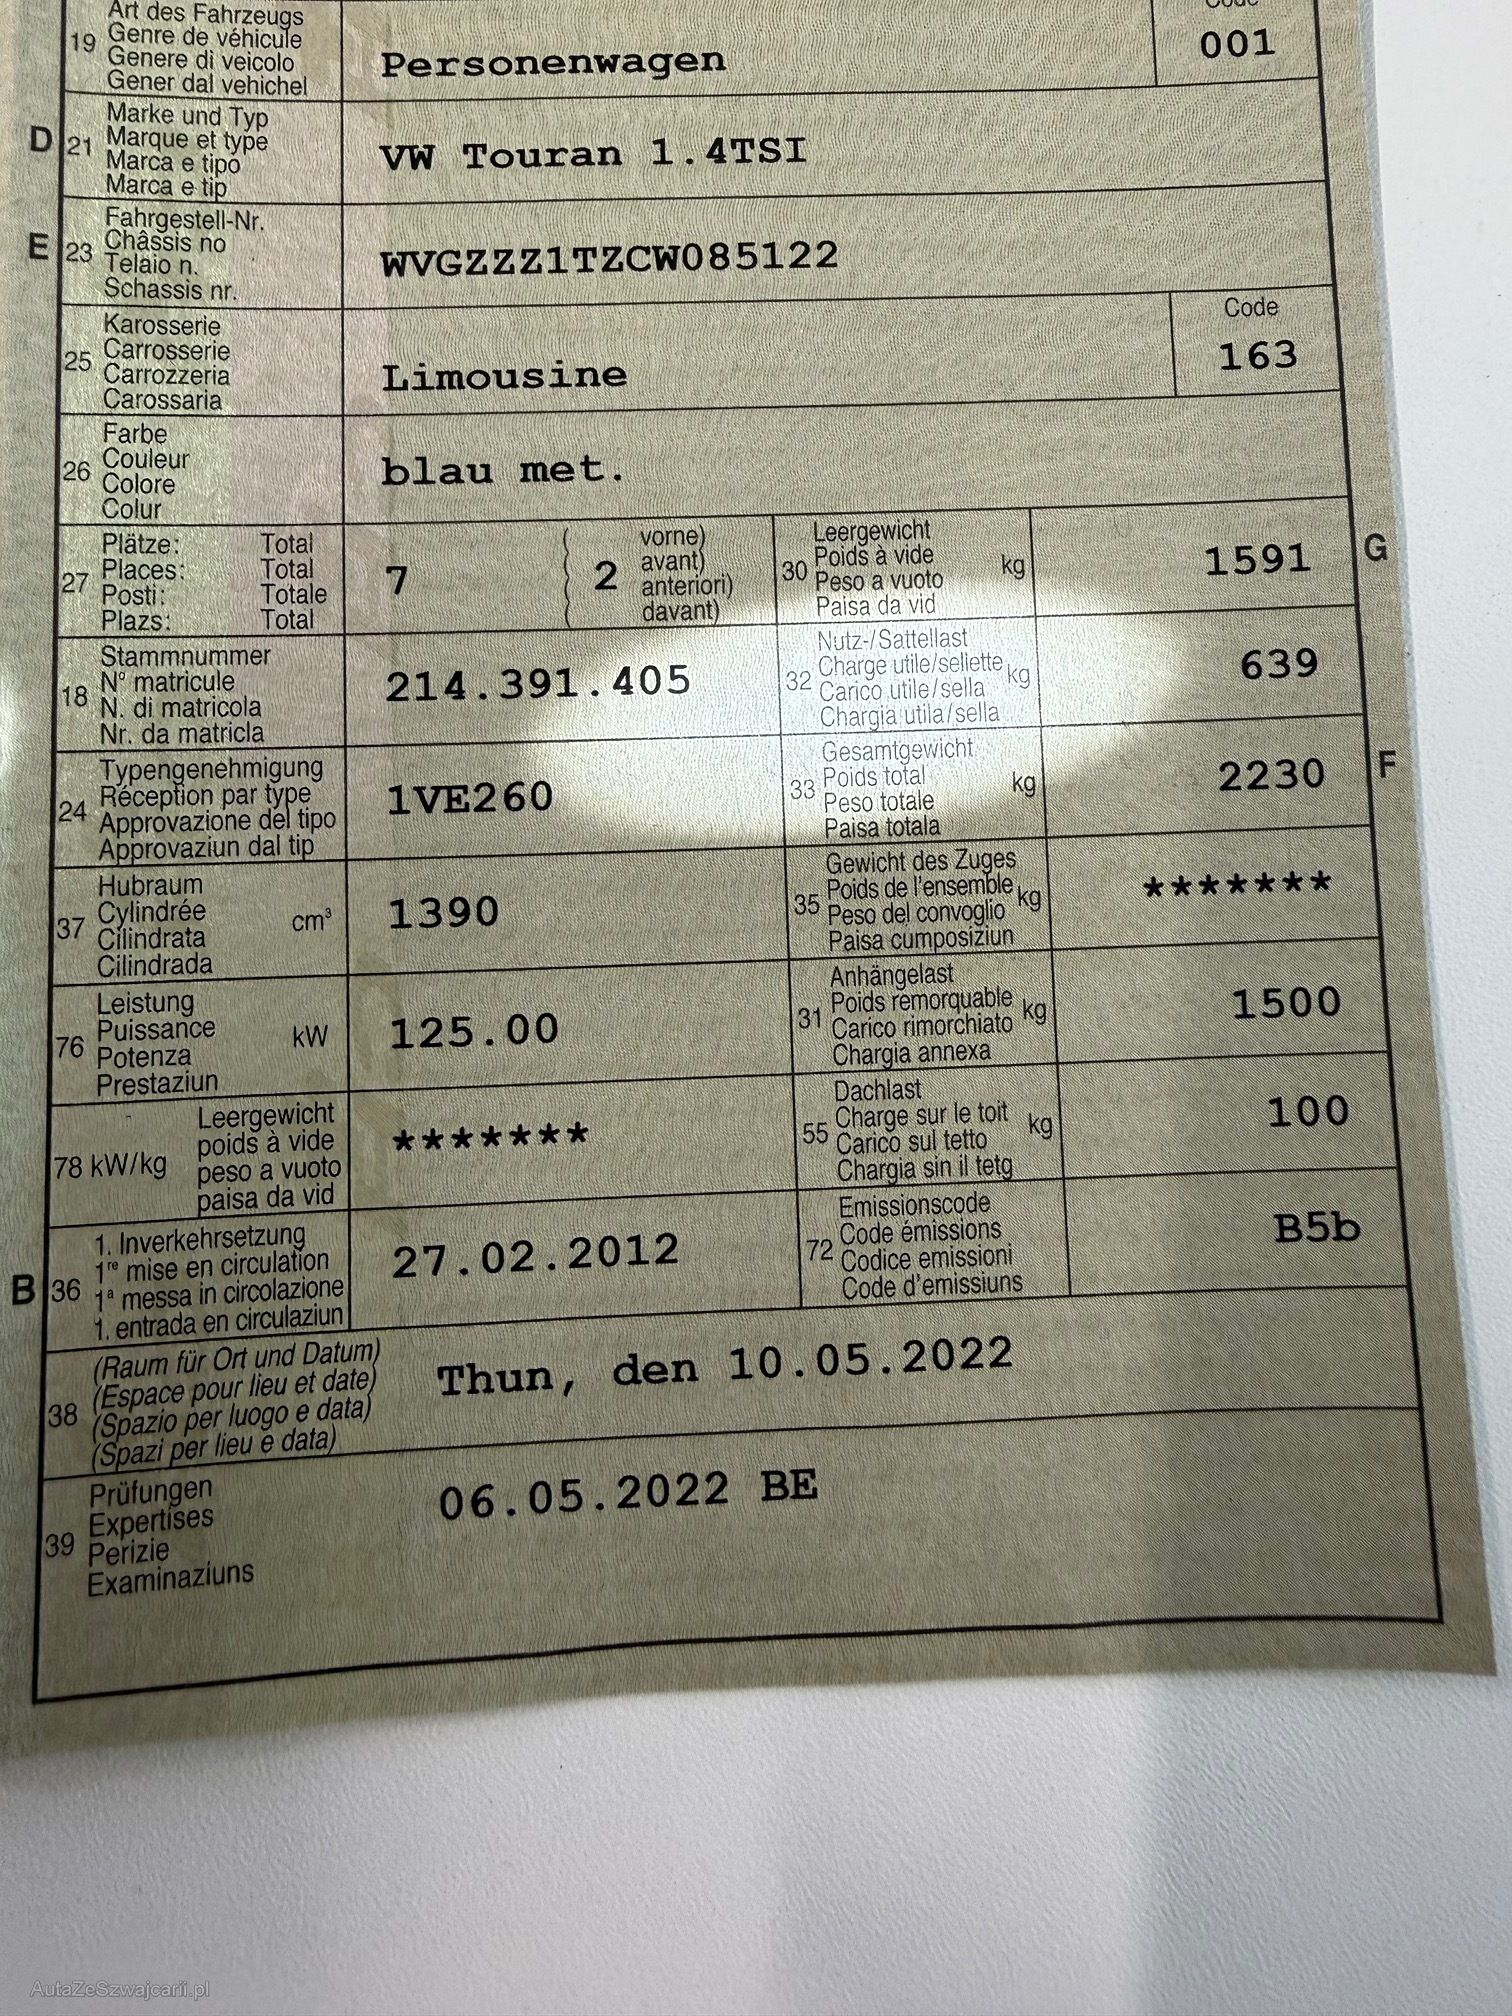 Art des Fahrzeugs
19 Genre de véhicule
Genere di veicolo
Gener dal vehichel
Personenwagen
Code
001
D 21 Marke und Typ
Marque et type
Marca e tipo
Marca e tip
VW Touran 1.4TSI
E 23 Fahrgestell-Nr.
Châssis no
Telaio n.
Schassis nr.
WVGZZZ1TZCW085122
25 Karosserie
Carrosserie
Carrozzeria
Carossaria
Limousine
Code
163
26 Farbe
Couleur
Colore
Colur
blau met.
27 Plätze: Total
Places: Total
Posti: Totale
Plazs: Total
7
( 2 vorne)
( avant)
( anteriori)
( davant)
30 Leergewicht
Poids à vide kg
Peso a vuoto
Paisa da vid
1591 G
18 Stammnummer
N° matricule
N. di matricola
Nr. da matricla
214.391.405
32 Nutz-/Sattellast
Charge utile/sellette kg
Carico utile/sella
Chargia utila/sella
639
24 Typengenehmigung
Réception par type
Approvazione del tipo
Approvaziun dal tip
1VE260
33 Gesamtgewicht
Poids total kg
Peso totale
Paisa totala
2230 F
37 Hubraum
Cylindrée cm³
Cilindrata
Cilindrada
1390
35 Gewicht des Zuges
Poids de l'ensemble kg
Peso del convoglio
Paisa cumposiziun
*******
76 Leistung
Puissance kW
Potenza
Prestaziun
125.00
31 Anhängelast
Poids remorquable kg
Carico rimorchiato
Chargia annexa
1500
78 kW/kg Leergewicht
poids à vide
peso a vuoto
paisa da vid
*******
55 Dachlast
Charge sur le toit kg
Carico sul tetto
Chargia sin il tetg
100
B 36 1. Inverkehrsetzung
1re mise en circulation
1a messa in circolazione
1. entrada en circulaziun
27.02.2012
72 Emissionscode
Code émissions
Codice emissioni
Code d'emissiuns
B5b
38 (Raum für Ort und Datum)
(Espace pour lieu et date)
(Spazio per luogo e data)
(Spazi per lieu e data)
Thun, den 10.05.2022
39 Prüfungen
Expertises
Perizie
Examinaziuns
06.05.2022 BE
AutaZeSzwajcarii.pl